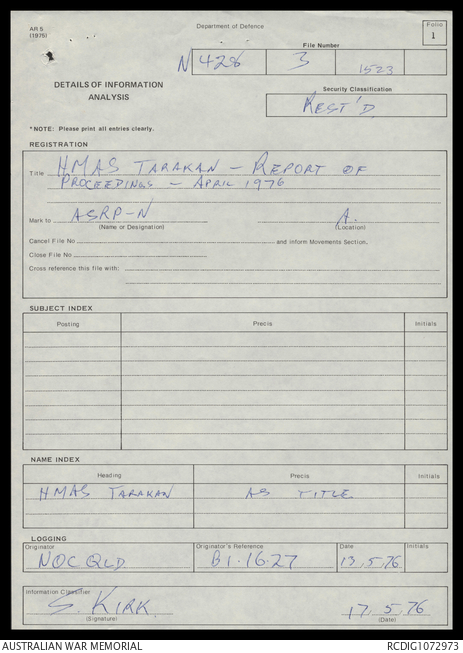 AR 5
(1975)
Department of Defence
Folio
1
File Number
N 428 3 1523
DETAILS OF INFORMATION
ANALYSIS
Security Classification
REST'D
*NOTE: Please print all entries clearly.
REGISTRATION
Title HMAS TARAKAN - REPORT OF
PROCEEDINGS - APRIL 1976
Mark to ASRP-N A.
(Name or Designation) (Location)
Cancel File No and inform Movements Section.
Close File No
Cross reference this file with:
SUBJECT INDEX
Posting Precis Initials
NAME INDEX
Heading Precis Initials
HMAS TARAKAN AS TITLE
LOGGING
Originator Originator's Reference Date Initials
NOCQLD B1.16.27 13.5.76
Information Classifier
S. KIRK 17.5.76
(Signature) (Date)
AUSTRALIAN WAR MEMORIAL RCDIG1072973